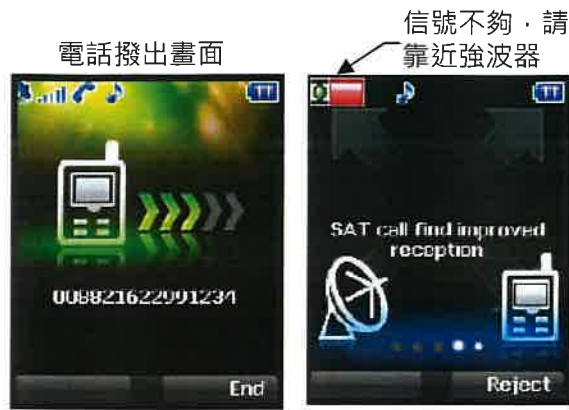 電話撥出畫面
008821622991234
End
信號不夠，請
靠近強波器
SAT call find improved
reception
Reject